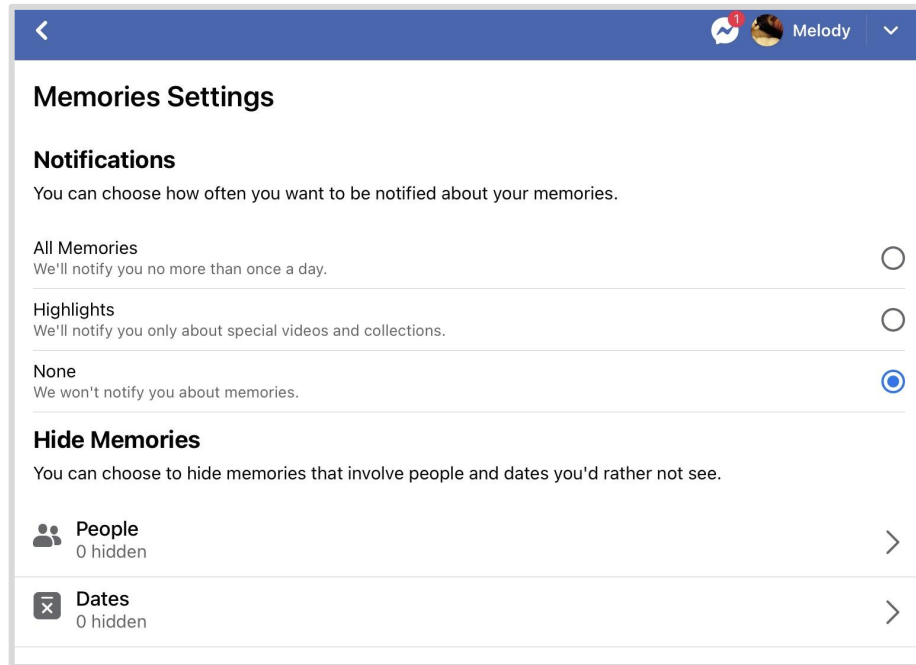 1
Melody
Memories Settings
Notifications
You can choose how often you want to be notified about your memories.
All Memories
We'll notify you no more than once a day.
Highlights
We'll notify you only about special videos and collections.
None
We won't notify you about memories.
Hide Memories
You can choose to hide memories that involve people and dates you'd rather not see.
People
0 hidden
Dates
0 hidden